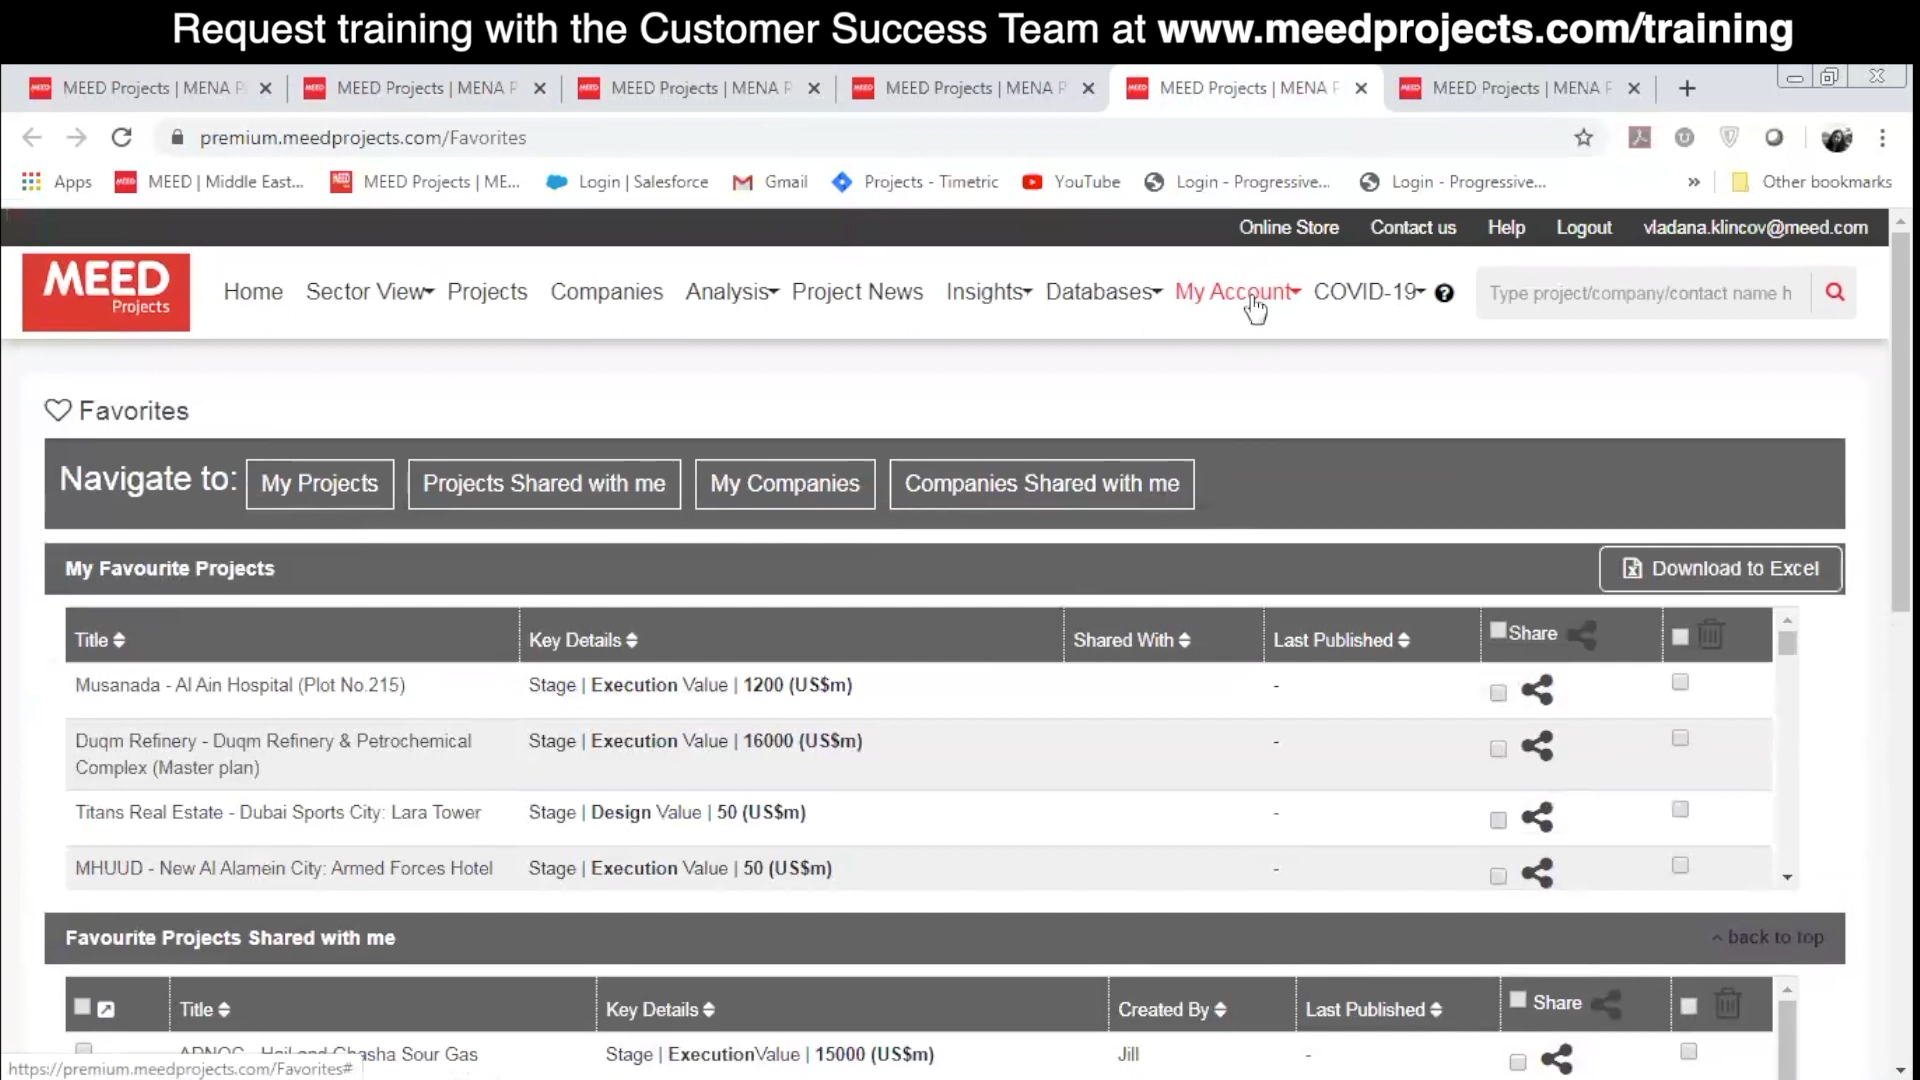 Request training with the Customer Success Team at www.meedprojects.com/training
MEED Projects | MENA P MEED Projects | MENA P MEED Projects | MENA P MEED Projects | MENA P MEED Projects | MENA P MEED Projects | MENA P
premium.meedprojects.com/Favorites
Apps MEED | Middle East... MEED Projects | ME... Login | Salesforce Gmail Projects - Timetric YouTube Login - Progressive... Login - Progressive... » Other bookmarks
Online Store Contact us Help Logout vladana.klincov@meed.com
MEED Projects
Home Sector View Projects Companies Analysis Project News Insights Databases My Account COVID-19 Type project/company/contact name h
Favorites
Navigate to: My Projects Projects Shared with me My Companies Companies Shared with me
My Favourite Projects Download to Excel
Title Key Details Shared With Last Published Share
Musanada - Al Ain Hospital (Plot No.215) Stage | Execution Value | 1200 (US$m) -
Duqm Refinery - Duqm Refinery & Petrochemical Complex (Master plan) Stage | Execution Value | 16000 (US$m) -
Titans Real Estate - Dubai Sports City: Lara Tower Stage | Design Value | 50 (US$m) -
MHUUD - New Al Alamein City: Armed Forces Hotel Stage | Execution Value | 50 (US$m) -
Favourite Projects Shared with me back to top
Title Key Details Created By Last Published Share
ADNOC - Hail and Ghasha Sour Gas Stage | ExecutionValue | 15000 (US$m) Jill -
https://premium.meedprojects.com/Favorites#